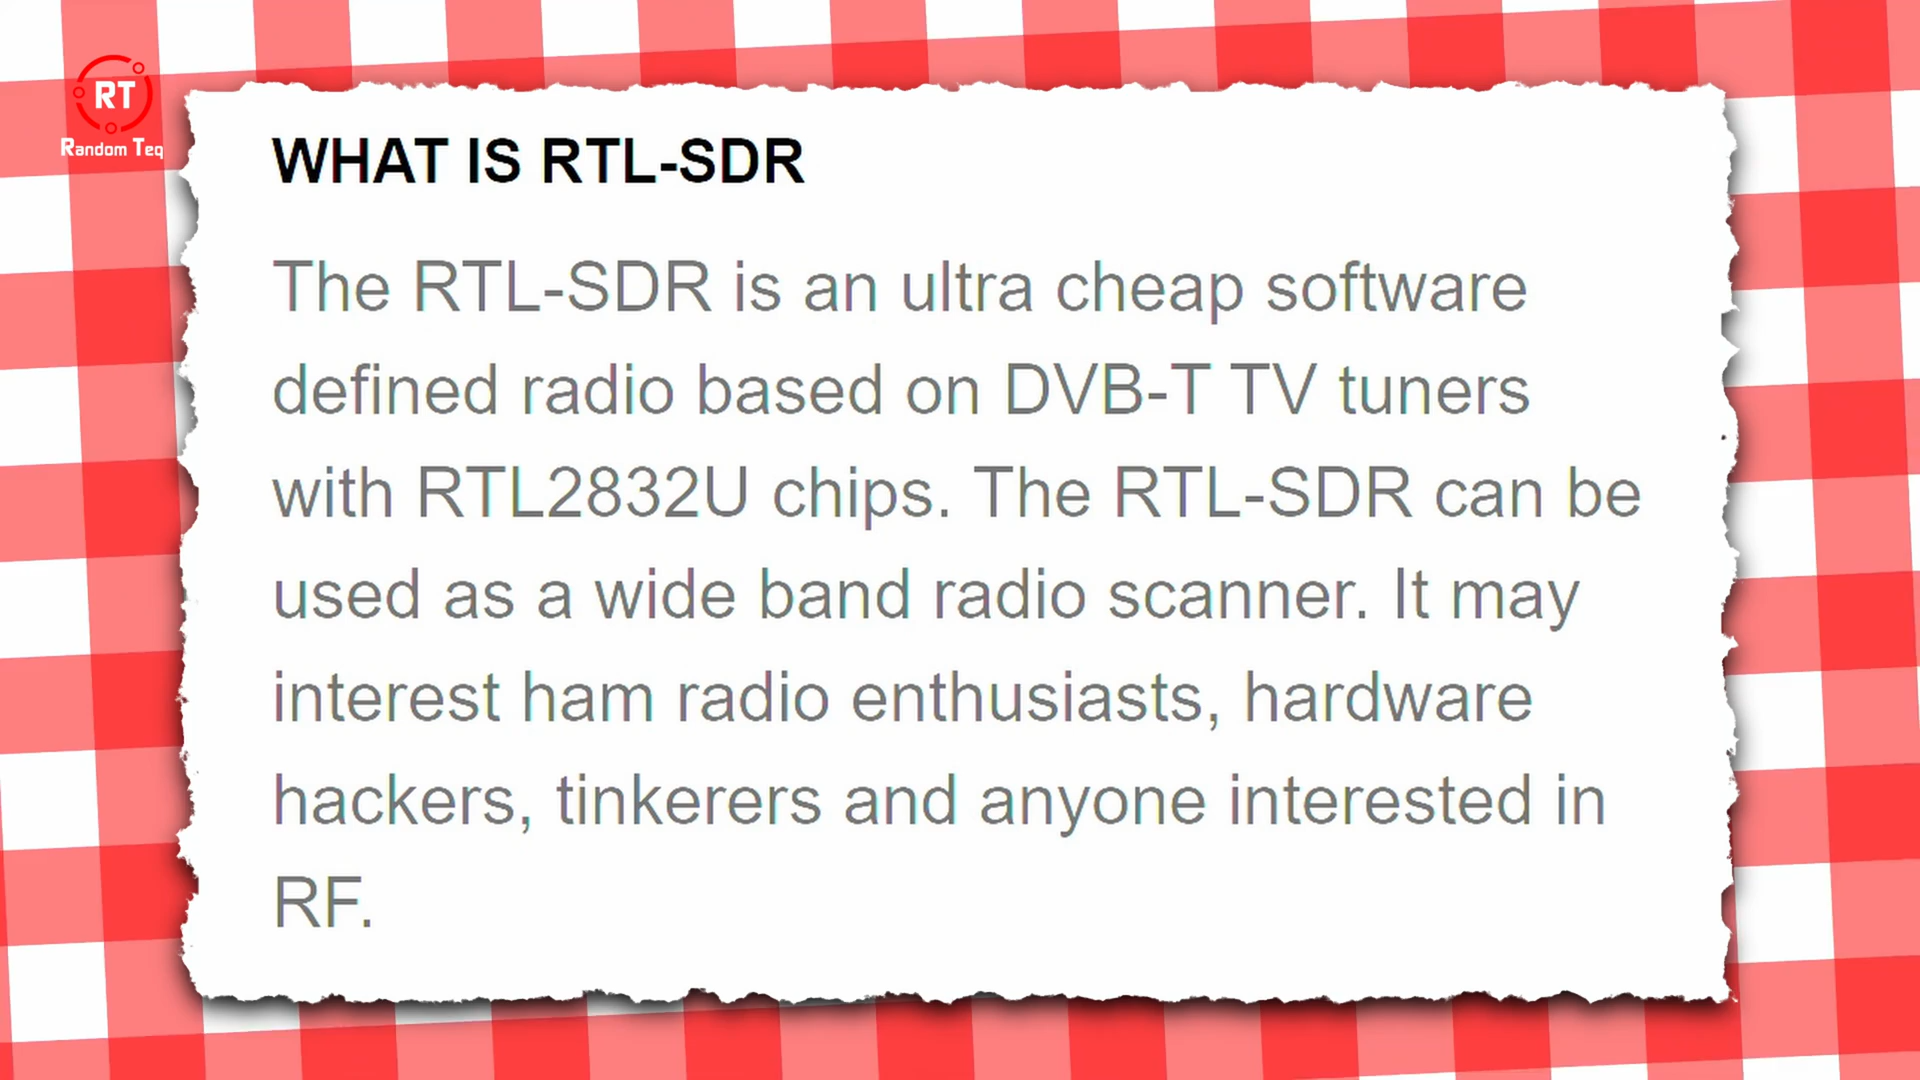 RT
Random Teq
WHAT IS RTL-SDR
The RTL-SDR is an ultra cheap software
defined radio based on DVB-T TV tuners
with RTL2832U chips. The RTL-SDR can be
used as a wide band radio scanner. It may
interest ham radio enthusiasts, hardware
hackers, tinkerers and anyone interested in
RF.